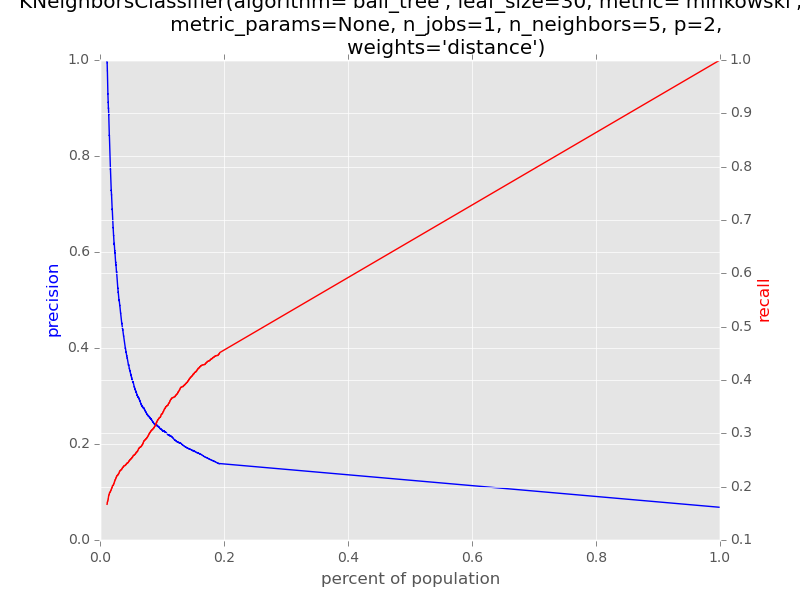 KNeighborsClassifier(algorithm='ball_tree', leaf_size=30, metric='minkowski',
metric_params=None, n_jobs=1, n_neighbors=5, p=2,
weights='distance')
1.0
0.8
0.6
0.4
0.2
0.0
precision
1.0
0.9
0.8
0.7
0.6
0.5
0.4
0.3
0.2
0.1
recall
0.0 0.2 0.4 0.6 0.8 1.0
percent of population